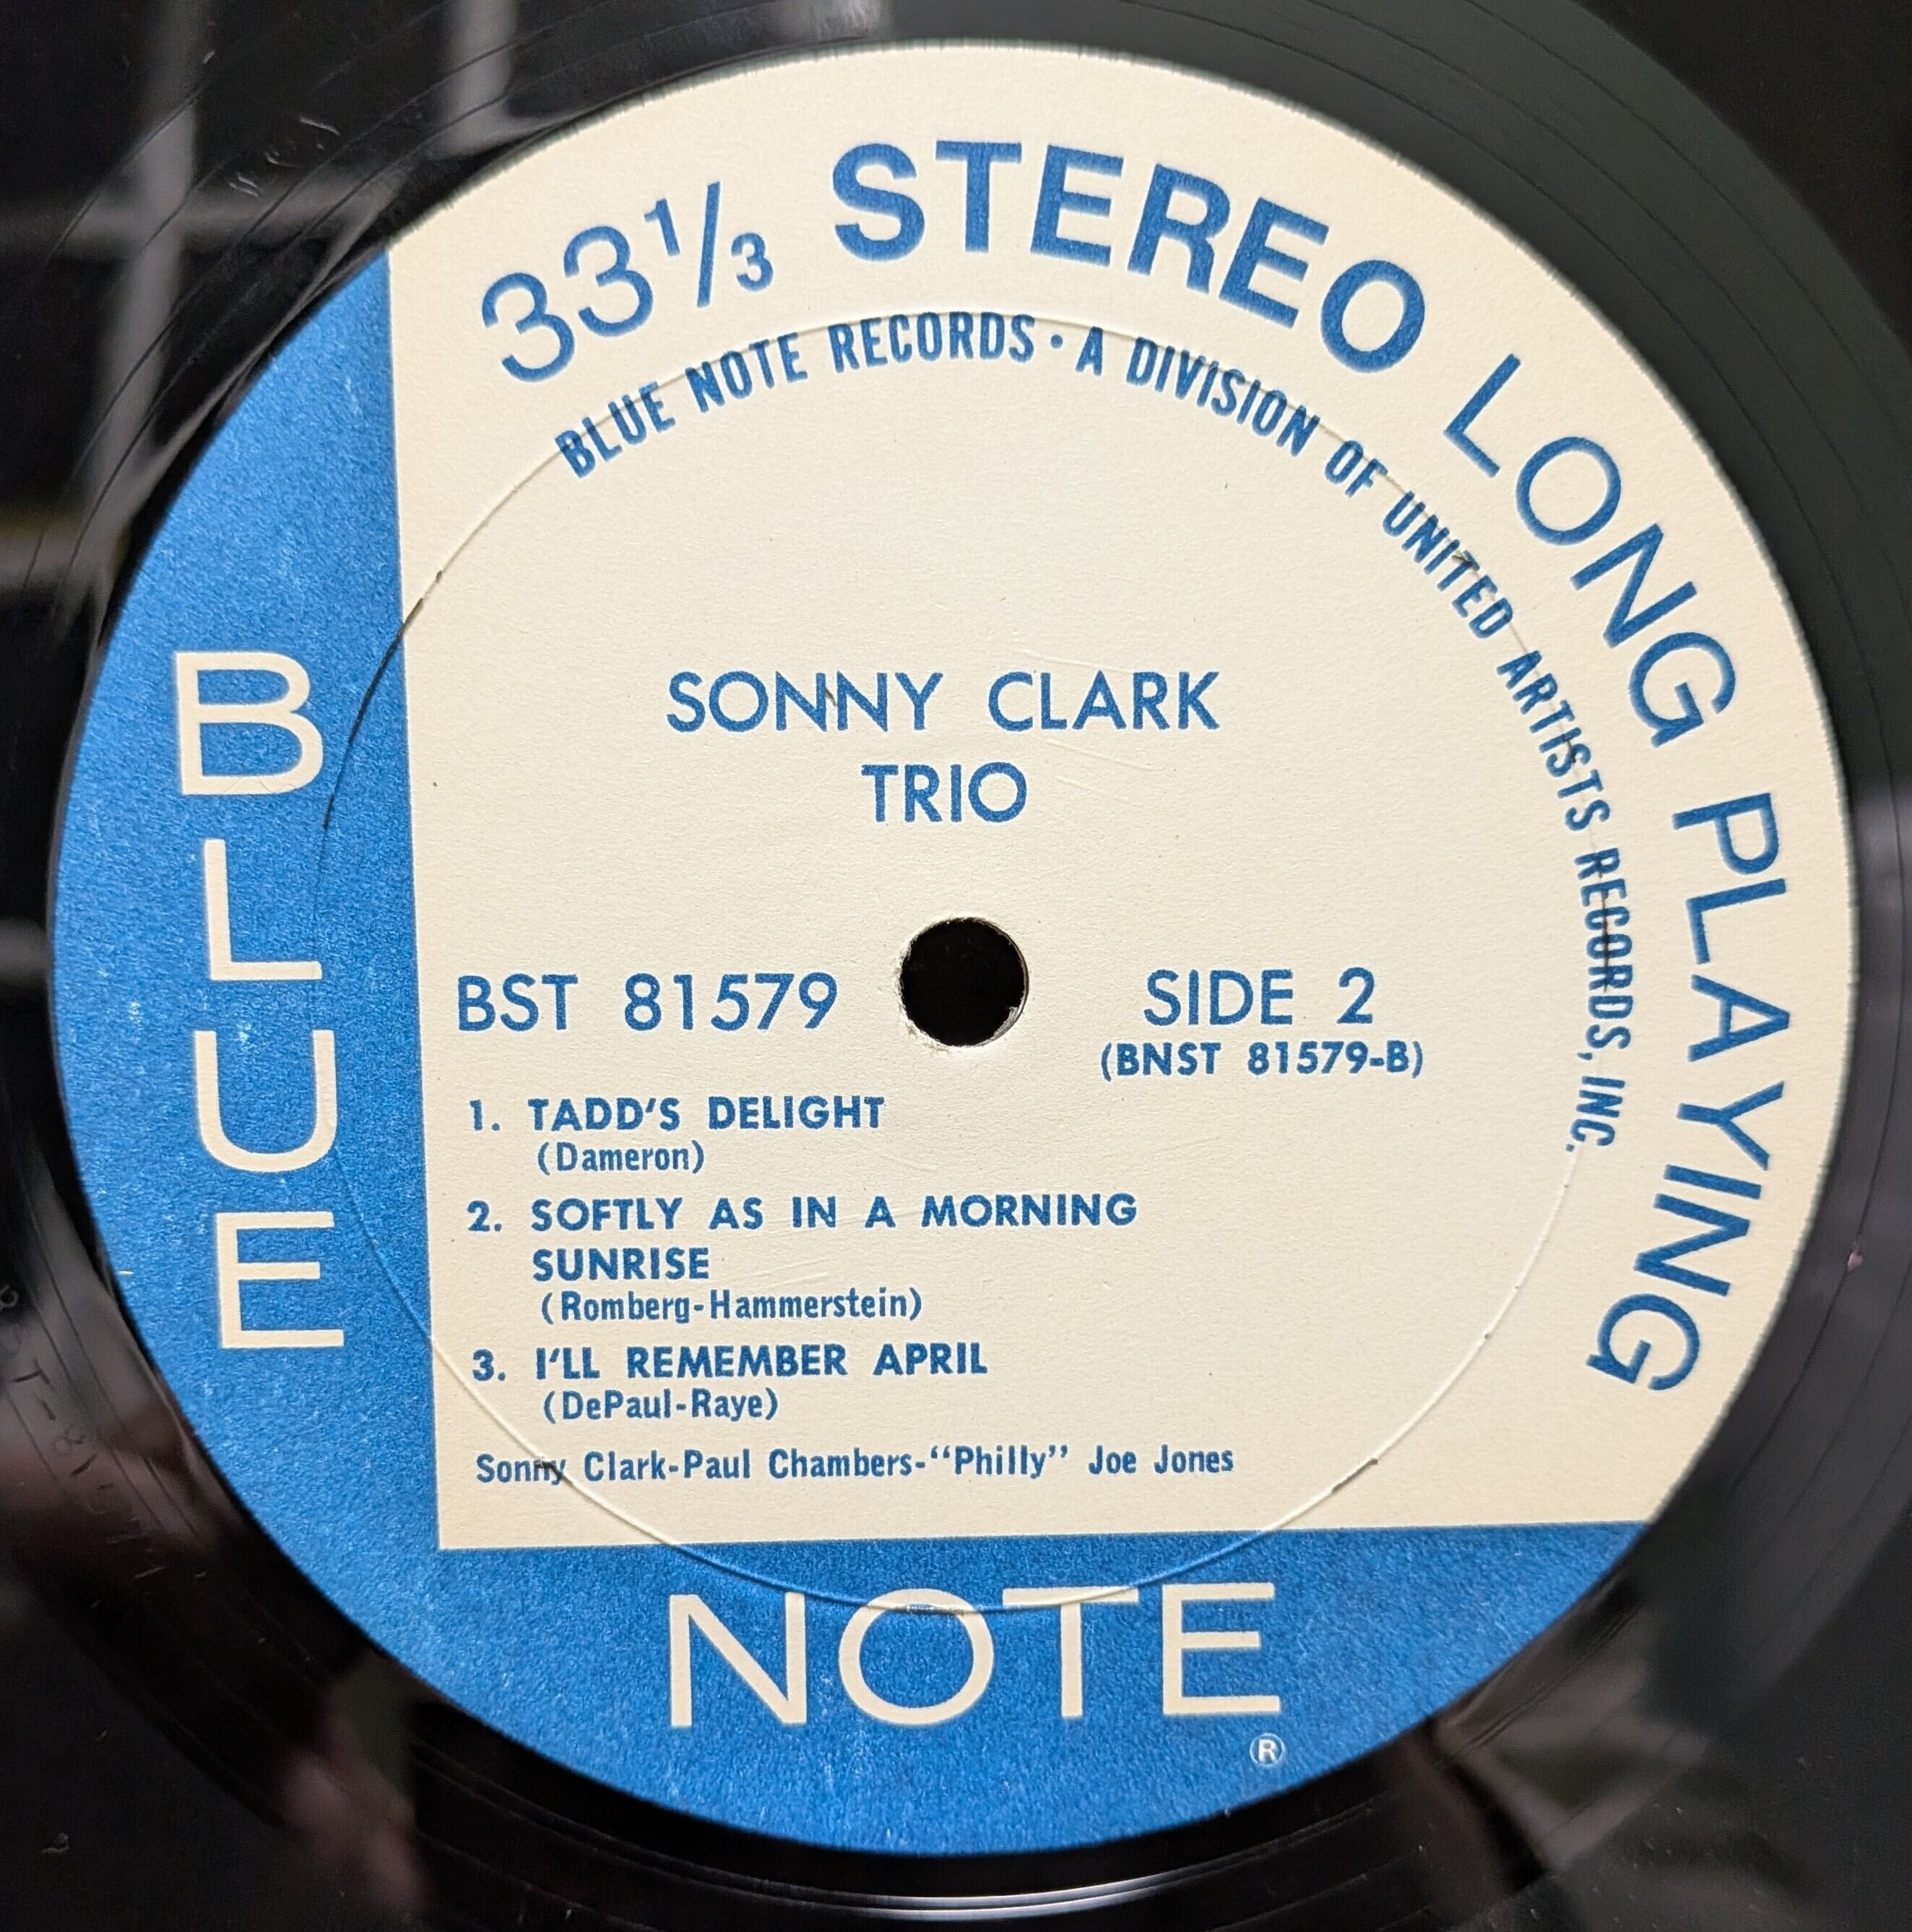 33⅓ STEREO LONG PLAYING
BLUE NOTE RECORDS · A DIVISION OF UNITED ARTISTS RECORDS, INC.
SONNY CLARK
TRIO
BST 81579
SIDE 2
(BNST 81579-B)
1. TADD'S DELIGHT
(Dameron)
2. SOFTLY AS IN A MORNING
SUNRISE
(Romberg-Hammerstein)
3. I'LL REMEMBER APRIL
(DePaul-Raye)
Sonny Clark-Paul Chambers-“Philly” Joe Jones
BLUE
NOTE
®